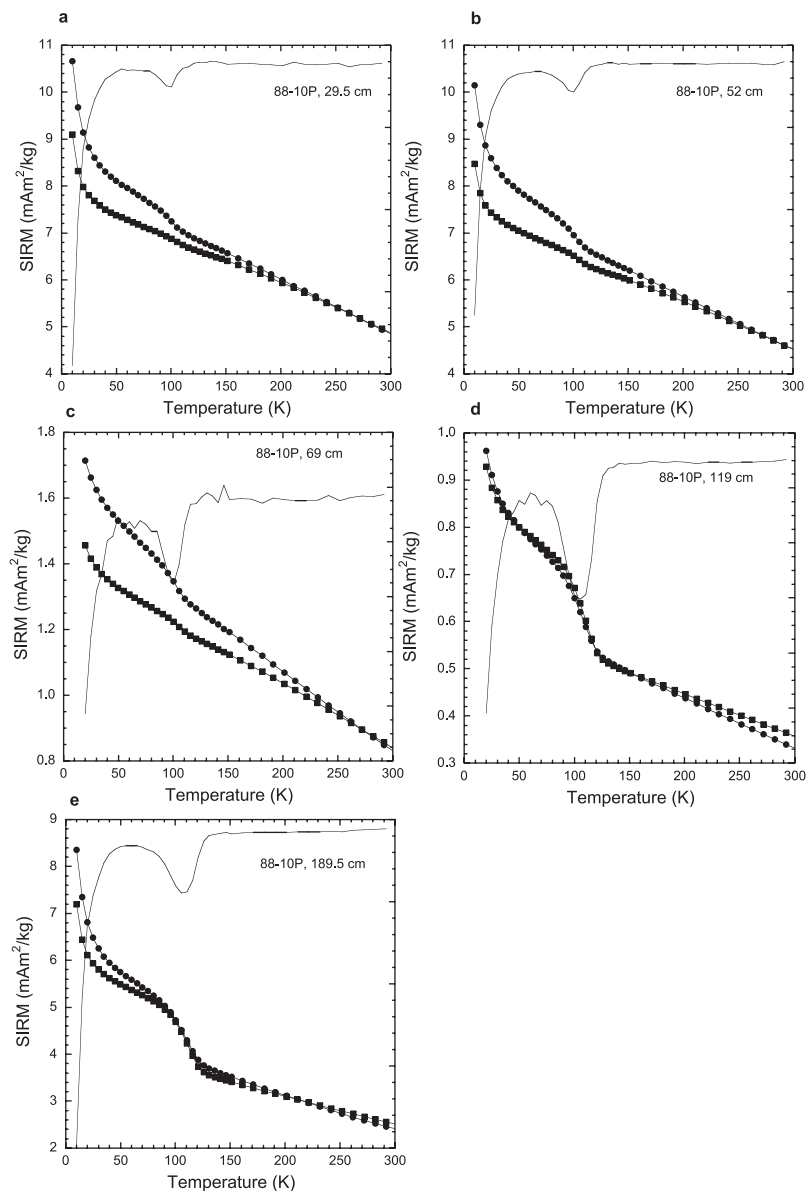 a
11
10
9
8
7
6
5
4
SIRM (mAm²/kg)
88-10P, 29.5 cm
0 50 100 150 200 250 300
Temperature (K)
b
11
10
9
8
7
6
5
4
SIRM (mAm²/kg)
88-10P, 52 cm
0 50 100 150 200 250 300
Temperature (K)
c
1.8
1.6
1.4
1.2
1.0
0.8
SIRM (mAm²/kg)
88-10P, 69 cm
0 50 100 150 200 250 300
Temperature (K)
d
1.0
0.9
0.8
0.7
0.6
0.5
0.4
0.3
SIRM (mAm²/kg)
88-10P, 119 cm
0 50 100 150 200 250 300
Temperature (K)
e
9
8
7
6
5
4
3
2
SIRM (mAm²/kg)
88-10P, 189.5 cm
0 50 100 150 200 250 300
Temperature (K)